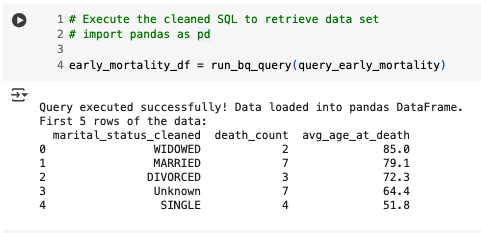 1 # Execute the cleaned SQL to retrieve data set
2 # import pandas as pd
3
4 early_mortality_df = run_bq_query(query_early_mortality)
Query executed successfully! Data loaded into pandas DataFrame.
First 5 rows of the data:
marital_status_cleaned death_count avg_age_at_death
0 WIDOWED 2 85.0
1 MARRIED 7 79.1
2 DIVORCED 3 72.3
3 Unknown 7 64.4
4 SINGLE 4 51.8